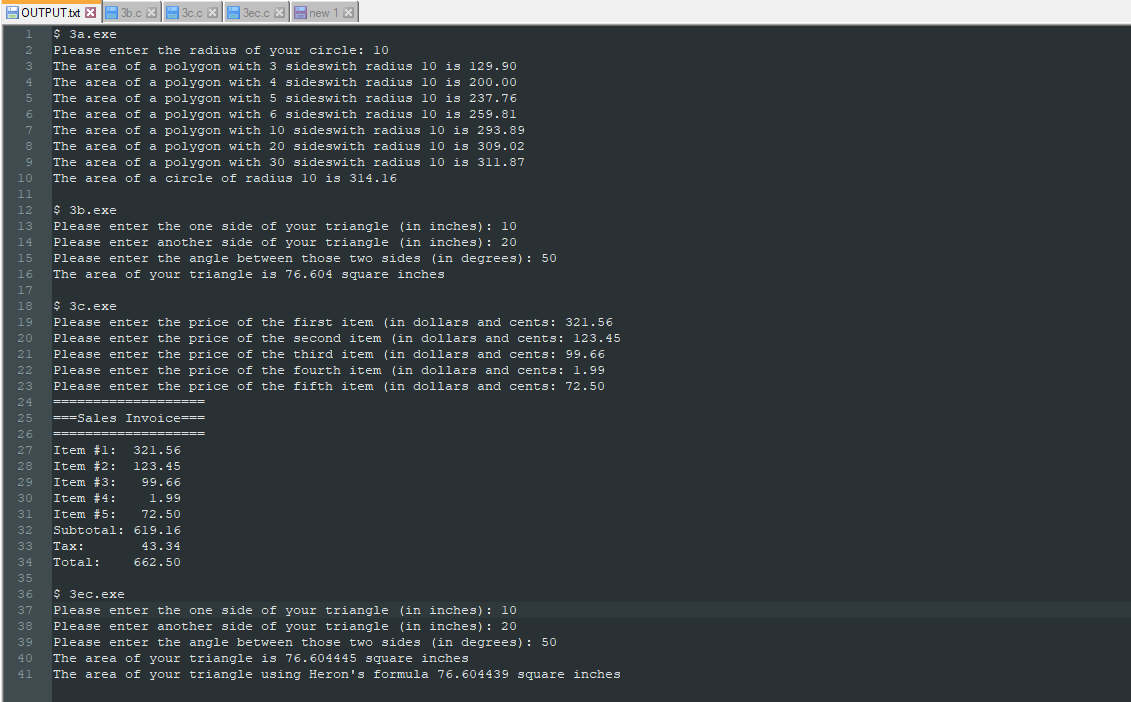 OUTPUT.txt 3b.c 3c.c 3ec.c new 1
1 $ 3a.exe
2 Please enter the radius of your circle: 10
3 The area of a polygon with 3 sideswith radius 10 is 129.90
4 The area of a polygon with 4 sideswith radius 10 is 200.00
5 The area of a polygon with 5 sideswith radius 10 is 237.76
6 The area of a polygon with 6 sideswith radius 10 is 259.81
7 The area of a polygon with 10 sideswith radius 10 is 293.89
8 The area of a polygon with 20 sideswith radius 10 is 309.02
9 The area of a polygon with 30 sideswith radius 10 is 311.87
10 The area of a circle of radius 10 is 314.16
11
12 $ 3b.exe
13 Please enter the one side of your triangle (in inches): 10
14 Please enter another side of your triangle (in inches): 20
15 Please enter the angle between those two sides (in degrees): 50
16 The area of your triangle is 76.604 square inches
17
18 $ 3c.exe
19 Please enter the price of the first item (in dollars and cents: 321.56
20 Please enter the price of the second item (in dollars and cents: 123.45
21 Please enter the price of the third item (in dollars and cents: 99.66
22 Please enter the price of the fourth item (in dollars and cents: 1.99
23 Please enter the price of the fifth item (in dollars and cents: 72.50
24 ===================
25 ===Sales Invoice===
26 ===================
27 Item #1:  321.56
28 Item #2:  123.45
29 Item #3:   99.66
30 Item #4:    1.99
31 Item #5:   72.50
32 Subtotal: 619.16
33 Tax:       43.34
34 Total:    662.50
35
36 $ 3ec.exe
37 Please enter the one side of your triangle (in inches): 10
38 Please enter another side of your triangle (in inches): 20
39 Please enter the angle between those two sides (in degrees): 50
40 The area of your triangle is 76.604445 square inches
41 The area of your triangle using Heron's formula 76.604439 square inches